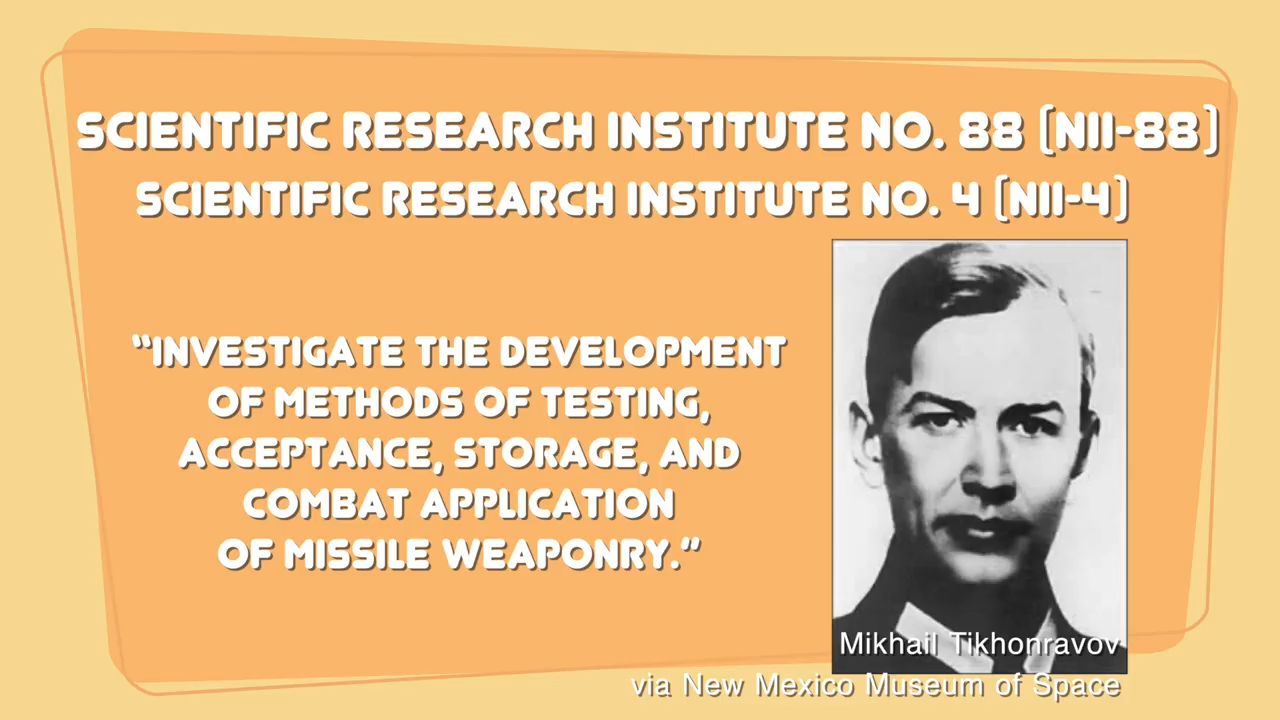 SCIENTIFIC RESEARCH INSTITUTE NO. 88 (NII-88)
SCIENTIFIC RESEARCH INSTITUTE NO. 4 (NII-4)
“INVESTIGATE THE DEVELOPMENT
OF METHODS OF TESTING,
ACCEPTANCE, STORAGE, AND
COMBAT APPLICATION
OF MISSILE WEAPONRY.”
Mikhail Tikhonravov
via New Mexico Museum of Space